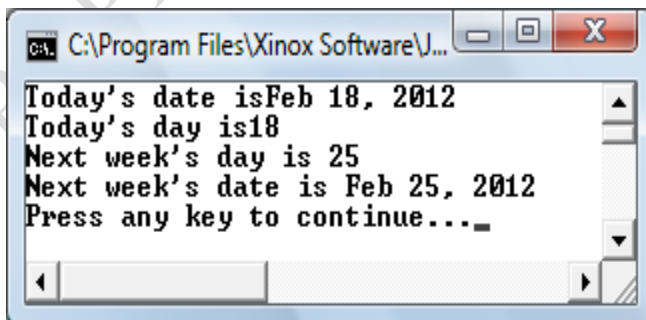 C:\Program Files\Xinox Software\J...
Today's date isFeb 18, 2012
Today's day is18
Next week's day is 25
Next week's date is Feb 25, 2012
Press any key to continue..._